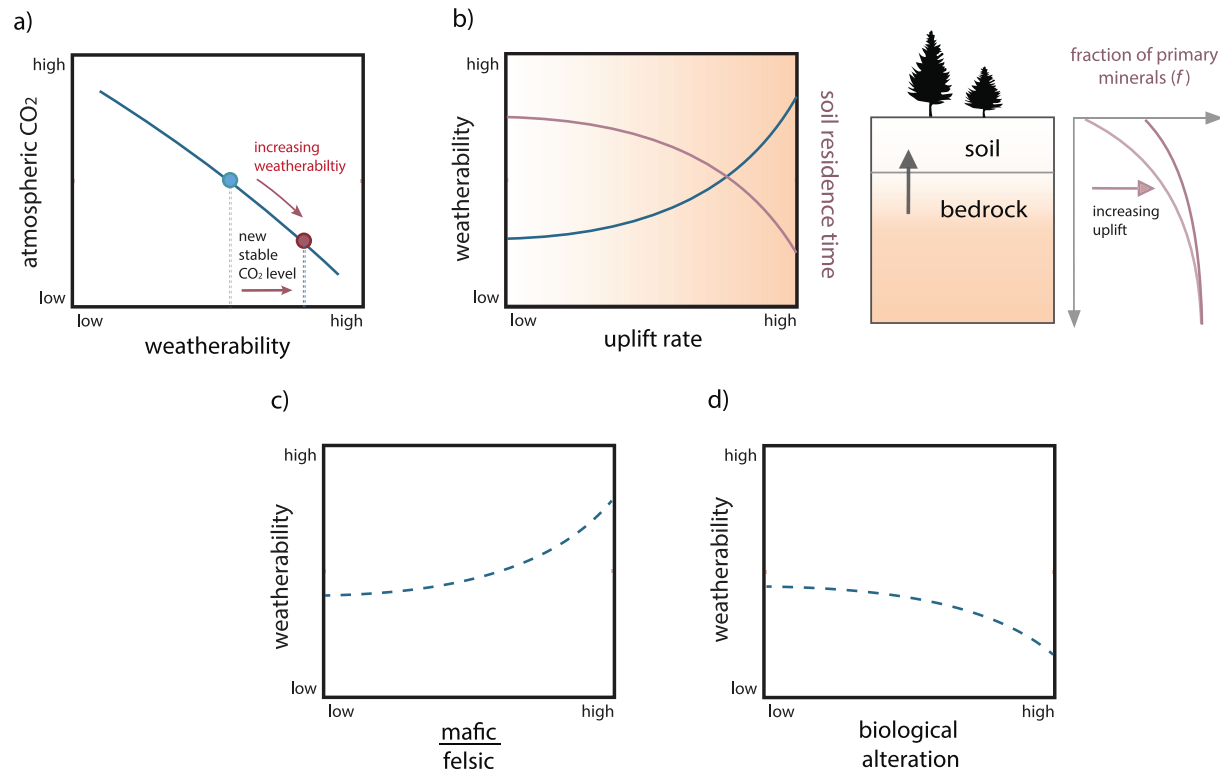 a)
high
low
atmospheric CO₂
increasing
weatherabiltiy
new
stable
CO₂ level
low
high
weatherability
b)
high
low
weatherability
low
high
uplift rate
soil residence time
soil
bedrock
fraction of primary
minerals (f)
increasing
uplift
c)
high
low
weatherability
low
high
mafic
felsic
d)
high
low
weatherability
low
high
biological
alteration